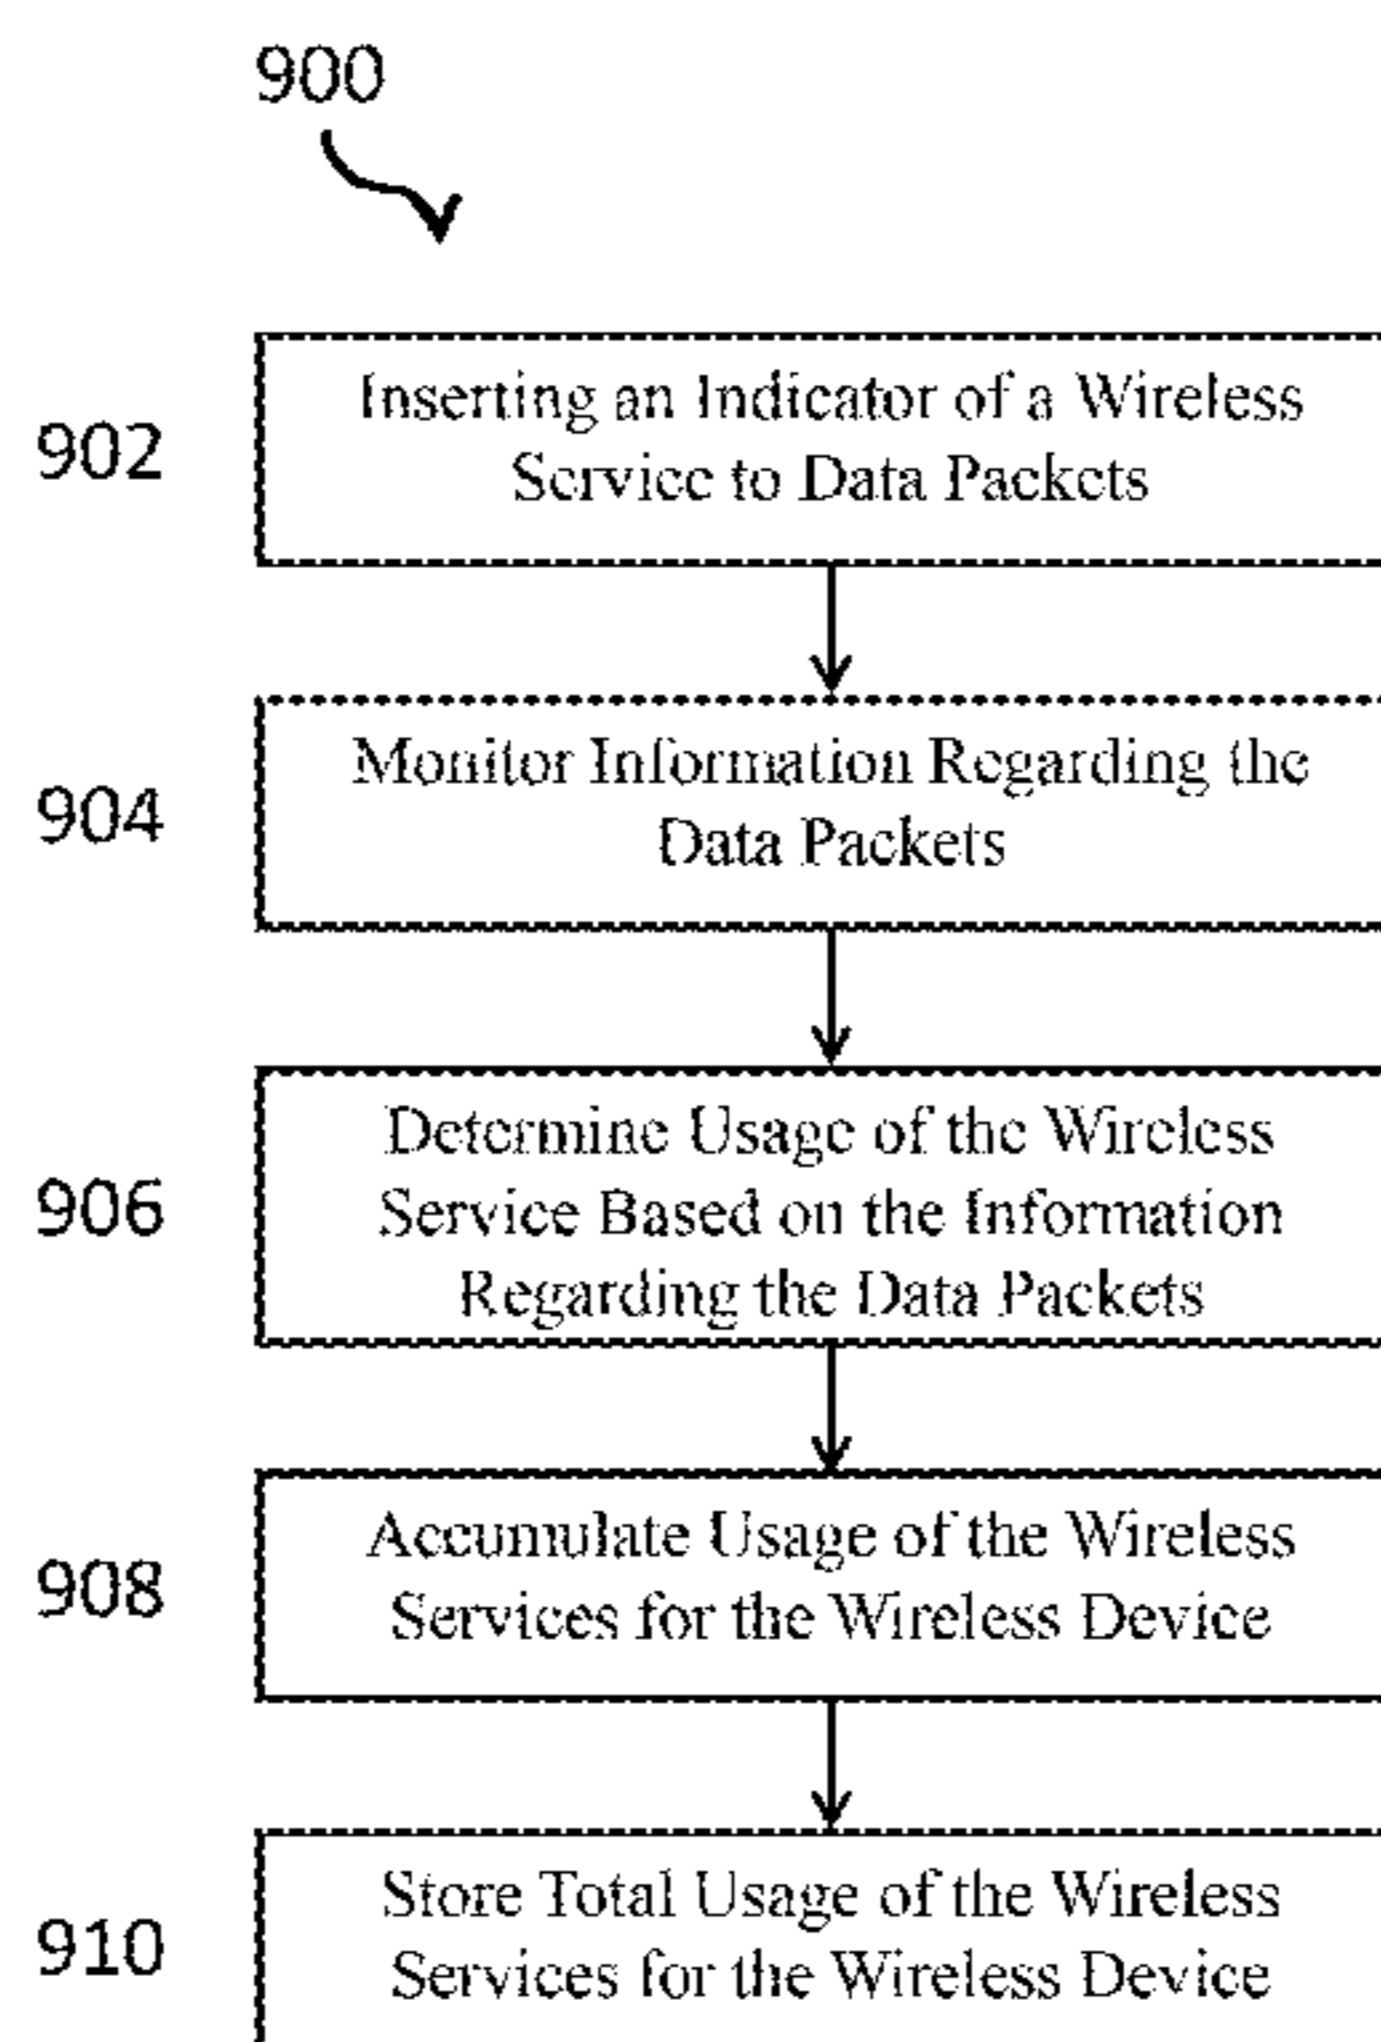 900
902
Inserting an Indicator of a Wireless
Service to Data Packets
904
Monitor Information Regarding the
Data Packets
906
Determine Usage of the Wireless
Service Based on the Information
Regarding the Data Packets
908
Accumulate Usage of the Wireless
Services for the Wireless Device
910
Store Total Usage of the Wireless
Services for the Wireless Device